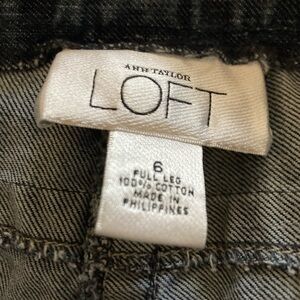 ANN TAYLOR
LOFT
6
FULL LEG
100% COTTON
MADE IN
PHILIPPINES